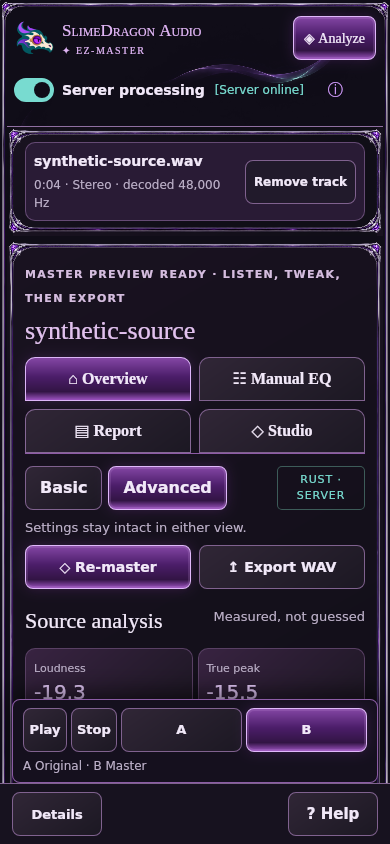 SlimeDragon Audio
✦ EZ-MASTER
◈ Analyze
Server processing [Server online] ⓘ
synthetic-source.wav
0:04 · Stereo · decoded 48,000
Hz
Remove track
MASTER PREVIEW READY · LISTEN, TWEAK,
THEN EXPORT
synthetic-source
⌂ Overview
☷ Manual EQ
▤ Report
◇ Studio
Basic
Advanced
RUST ·
SERVER
Settings stay intact in either view.
◇ Re-master
↥ Export WAV
Source analysis
Measured, not guessed
Loudness
-19.3
True peak
-15.5
Play
Stop
A
B
A Original · B Master
Details
? Help